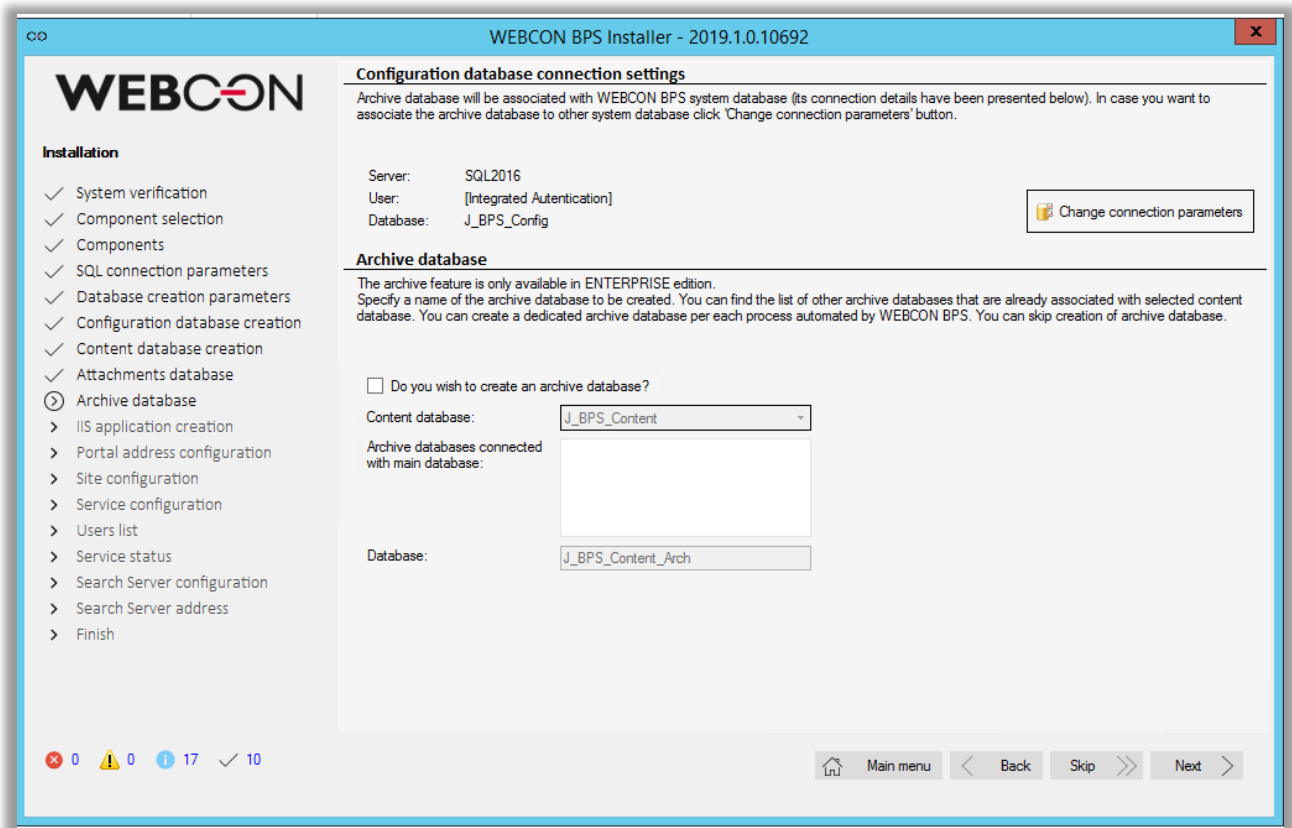 WEBCON BPS Installer - 2019.1.0.10692
x
WEBCON
Installation
System verification
Component selection
Components
SQL connection parameters
Database creation parameters
Configuration database creation
Content database creation
Attachments database
Archive database
IIS application creation
Portal address configuration
Site configuration
Service configuration
Users list
Service status
Search Server configuration
Search Server address
Finish
0 0 17 10
Configuration database connection settings
Archive database will be associated with WEBCON BPS system database (its connection details have been presented below). In case you want to
associate the archive database to other system database click 'Change connection parameters' button.
Server: SQL2016
User: [Integrated Autentication]
Database: J_BPS_Config
Change connection parameters
Archive database
The archive feature is only available in ENTERPRISE edition.
Specify a name of the archive database to be created. You can find the list of other archive databases that are already associated with selected content
database. You can create a dedicated archive database per each process automated by WEBCON BPS. You can skip creation of archive database.
Do you wish to create an archive database?
Content database: J_BPS_Content
Archive databases connected
with main database:
Database: J_BPS_Content_Arch
Main menu Back Skip Next